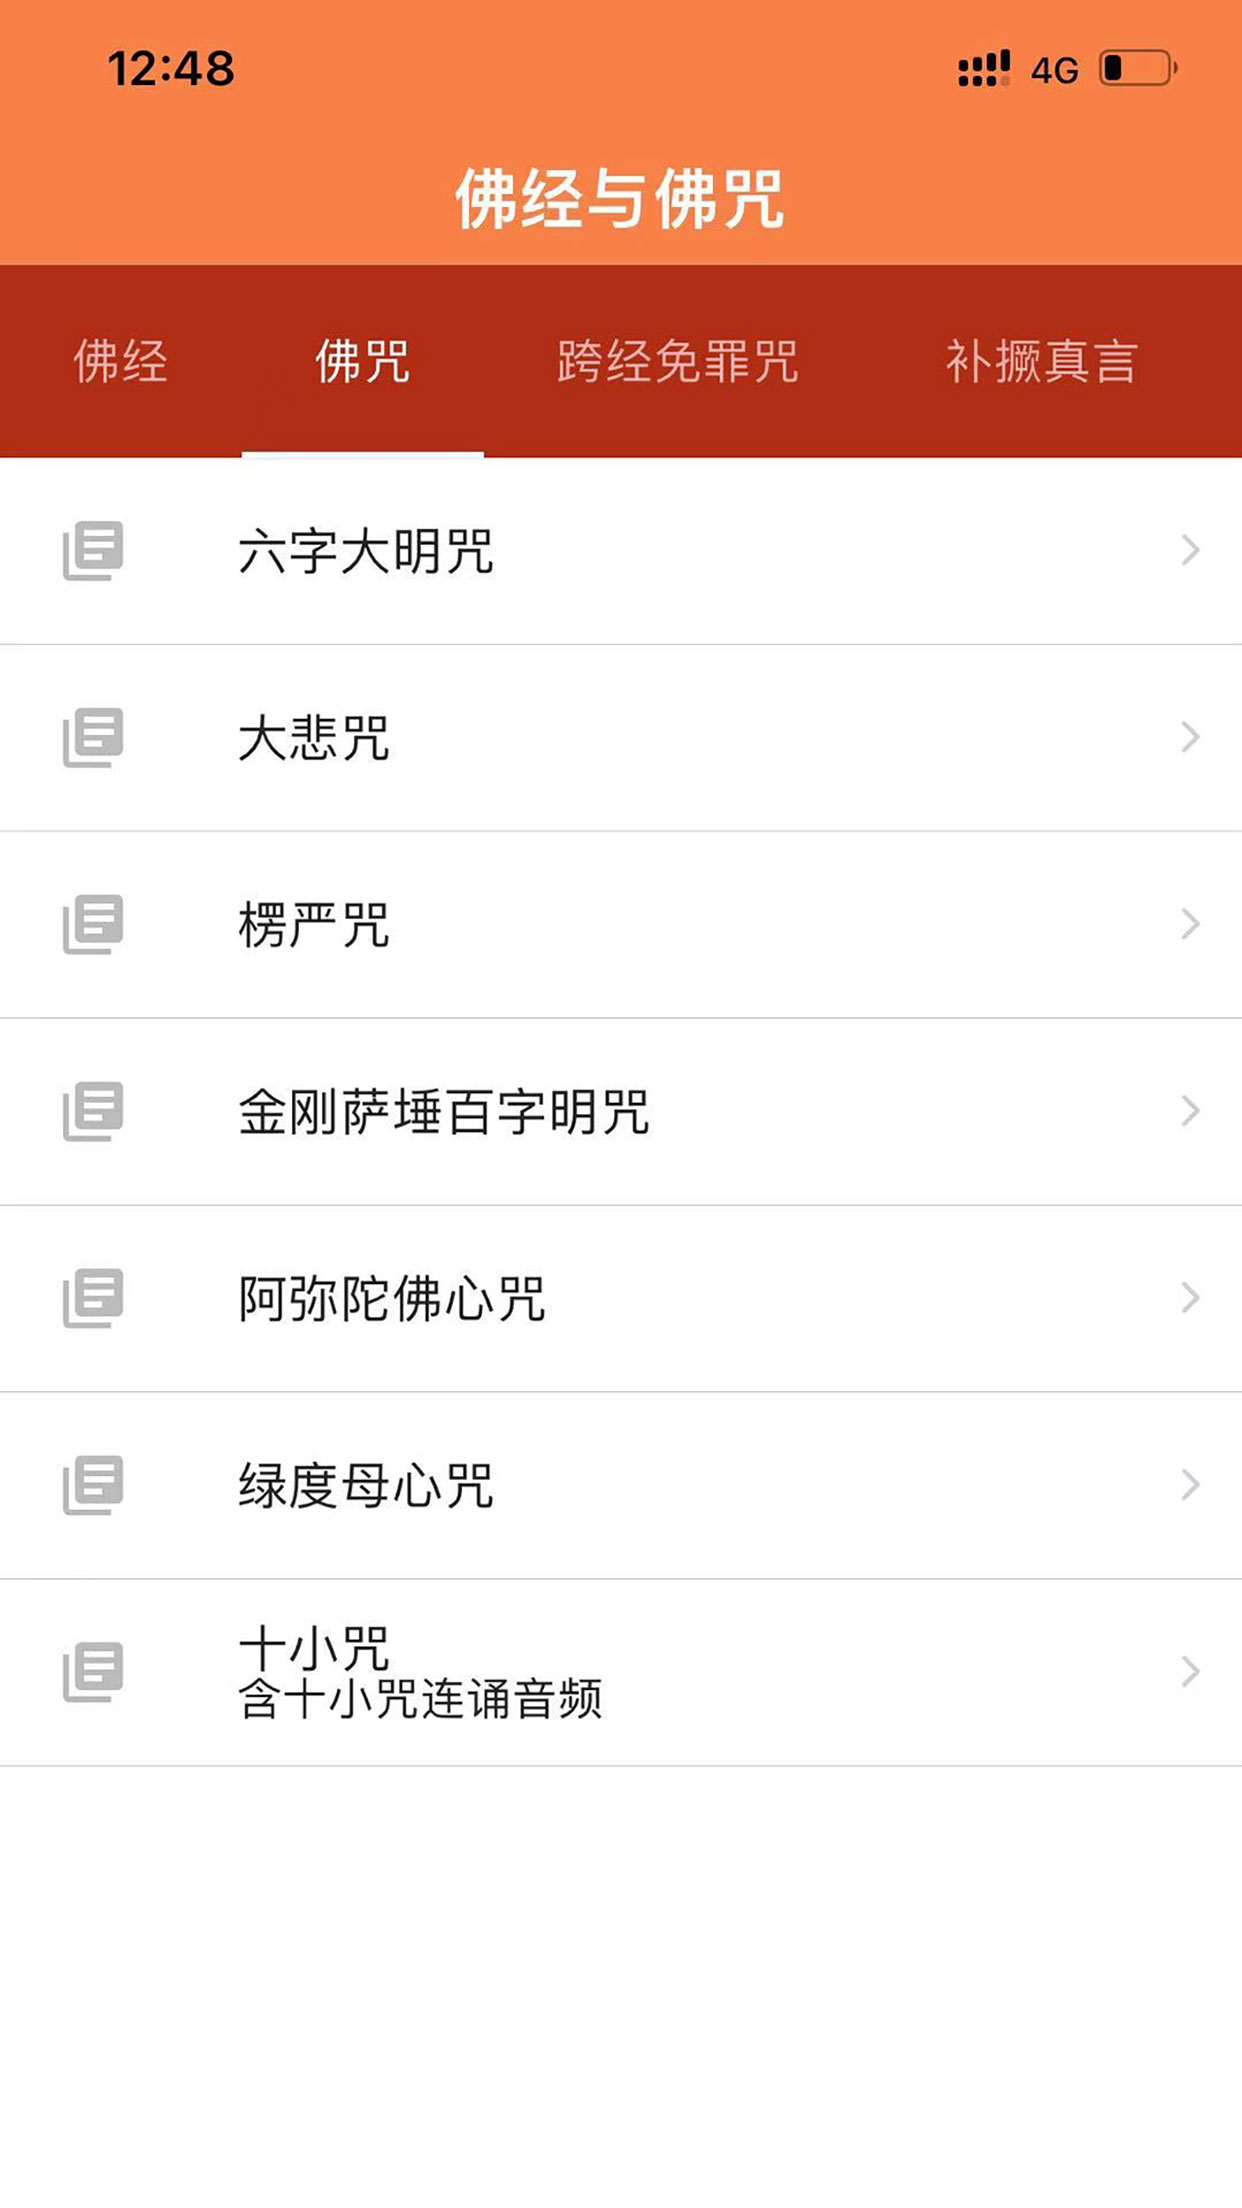 12:48
4G
佛经与佛咒
佛经
佛咒
跨经免罪咒
补撅真言
六字大明咒
大悲咒
楞严咒
金刚萨埵百字明咒
阿弥陀佛心咒
绿度母心咒
十小咒
含十小咒连诵音频